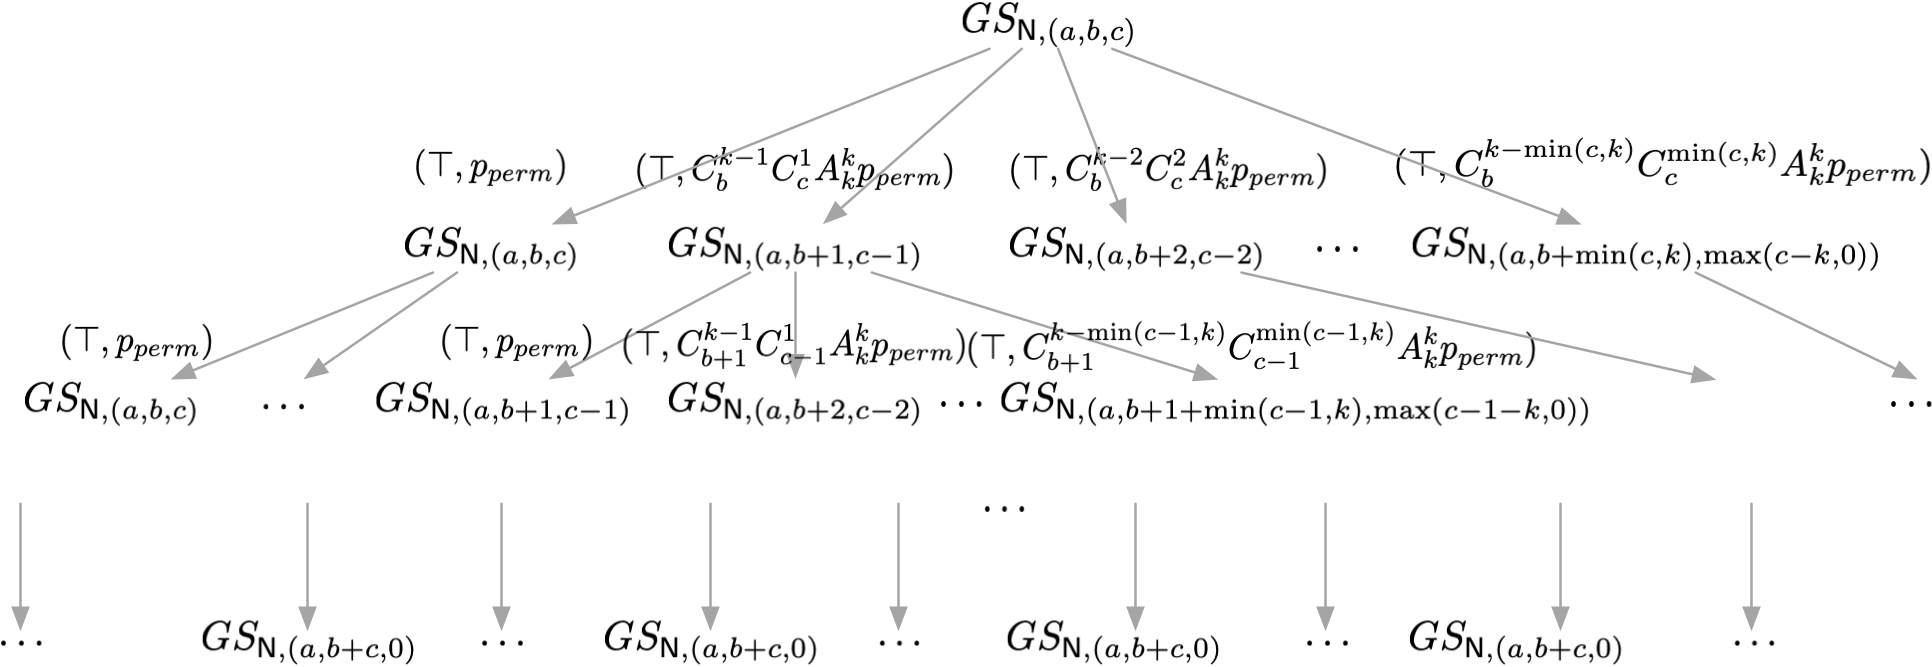 GS_{N,(a,b,c)}
(⊤, p_{perm}) (⊤, C_b^{k−1} C_c^1 A_k^k p_{perm}) (⊤, C_b^{k−2} C_c^2 A_k^k p_{perm}) (⊤, C_b^{k−min(c,k)} C_c^{min(c,k)} A_k^k p_{perm})
GS_{N,(a,b,c)} GS_{N,(a,b+1,c−1)} GS_{N,(a,b+2,c−2)} ⋯ GS_{N,(a,b+min(c,k),max(c−k,0))}
(⊤, p_{perm}) (⊤, p_{perm}) (⊤, C_{b+1}^{k−1} C_{c−1}^1 A_k^k p_{perm}) (⊤, C_{b+1}^{k−min(c−1,k)} C_{c−1}^{min(c−1,k)} A_k^k p_{perm})
GS_{N,(a,b,c)} ⋯ GS_{N,(a,b+1,c−1)} GS_{N,(a,b+2,c−2)} ⋯ GS_{N,(a,b+1+min(c−1,k),max(c−1−k,0))} ⋯
⋯
⋯ GS_{N,(a,b+c,0)} ⋯ GS_{N,(a,b+c,0)} ⋯ GS_{N,(a,b+c,0)} ⋯ GS_{N,(a,b+c,0)} ⋯